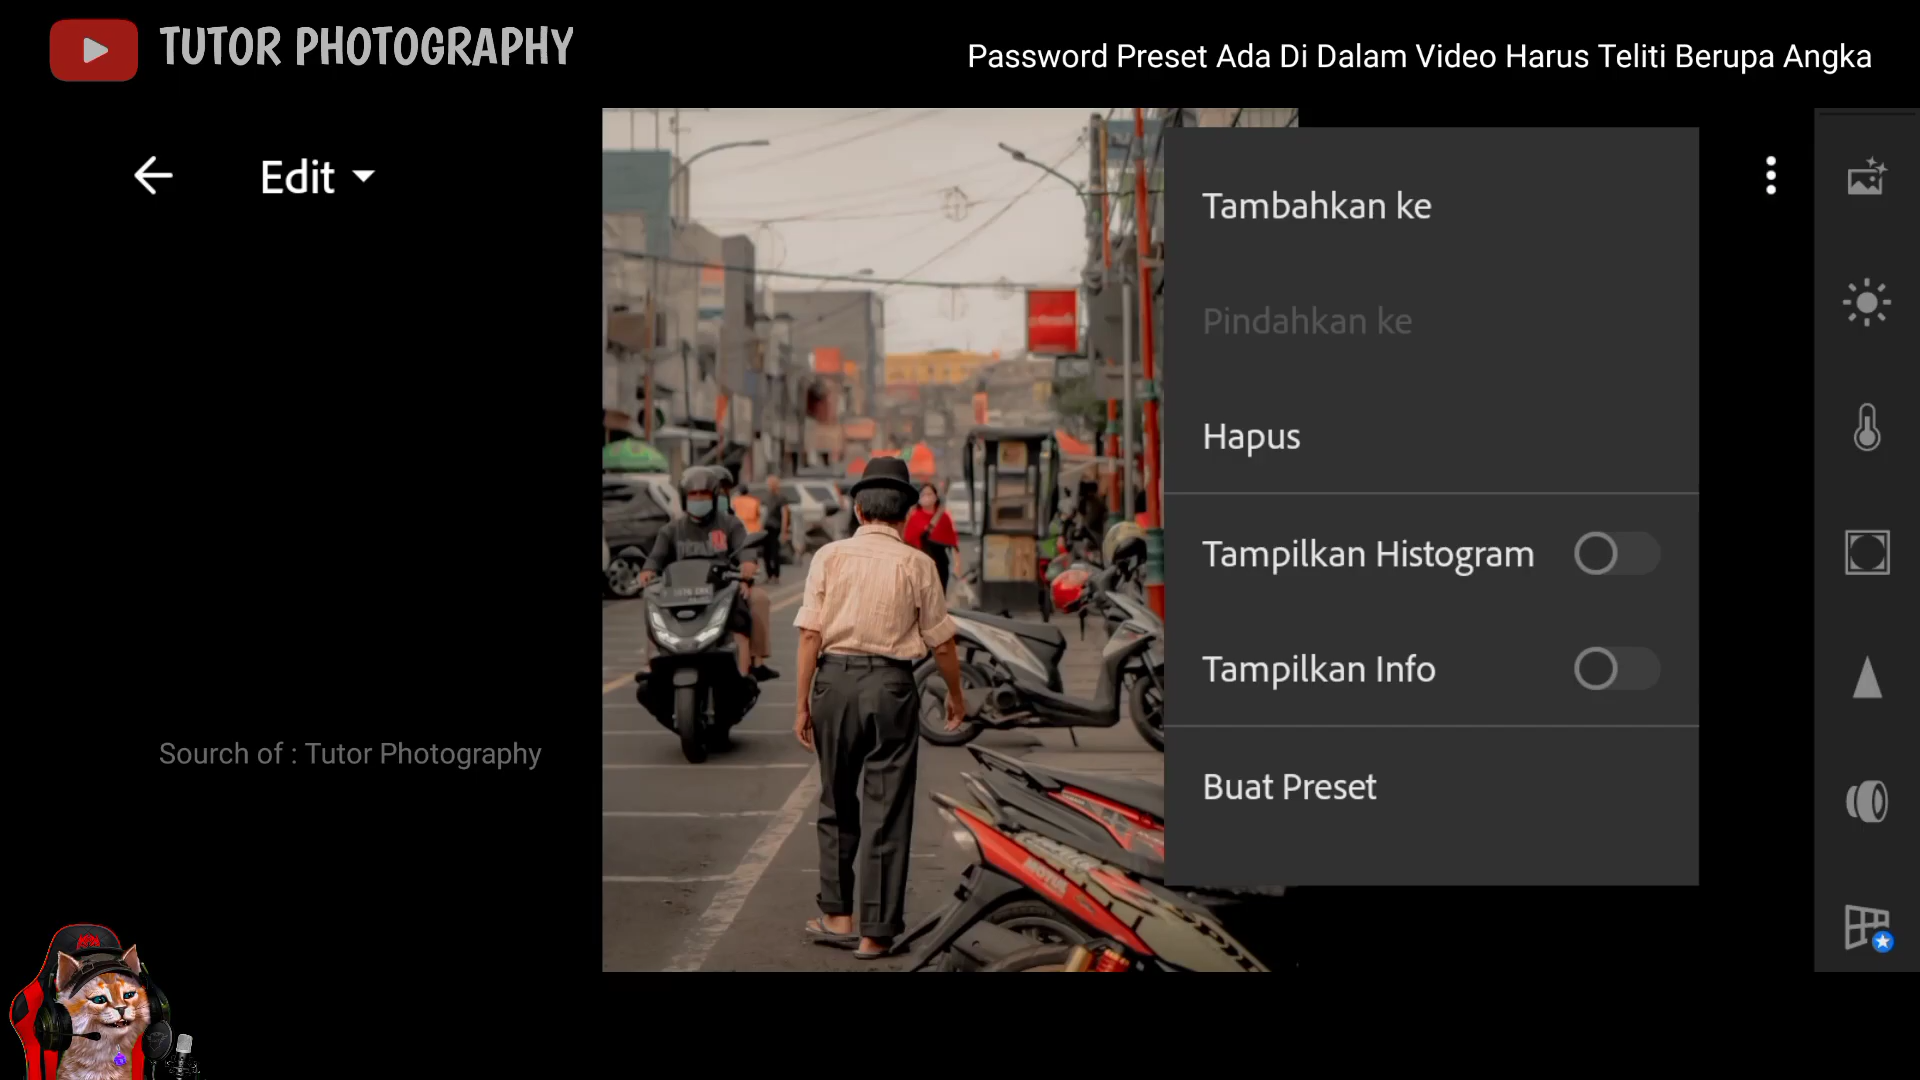 TUTOR PHOTOGRAPHY
Password Preset Ada Di Dalam Video Harus Teliti Berupa Angka
Edit
Tambahkan ke
Pindahkan ke
Hapus
Tampilkan Histogram
Tampilkan Info
Buat Preset
Sourch of : Tutor Photography
MOTUL